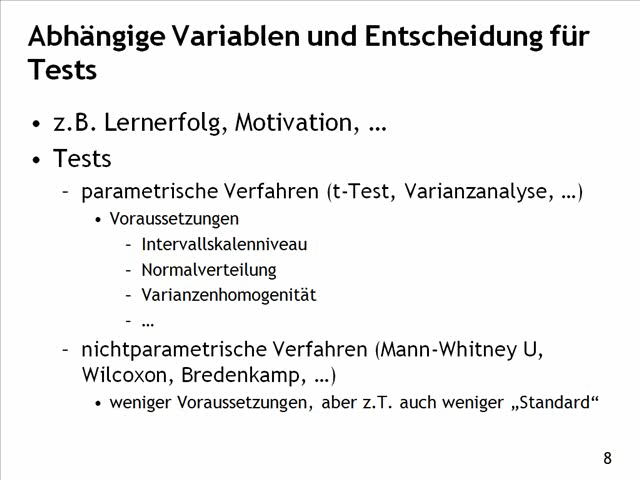 Abhängige Variablen und Entscheidung für
Tests
• z.B. Lernerfolg, Motivation, …
• Tests
– parametrische Verfahren (t-Test, Varianzanalyse, …)
• Voraussetzungen
– Intervallskalenniveau
– Normalverteilung
– Varianzenhomogenität
– …
– nichtparametrische Verfahren (Mann-Whitney U,
Wilcoxon, Bredenkamp, …)
• weniger Voraussetzungen, aber z.T. auch weniger „Standard“
8